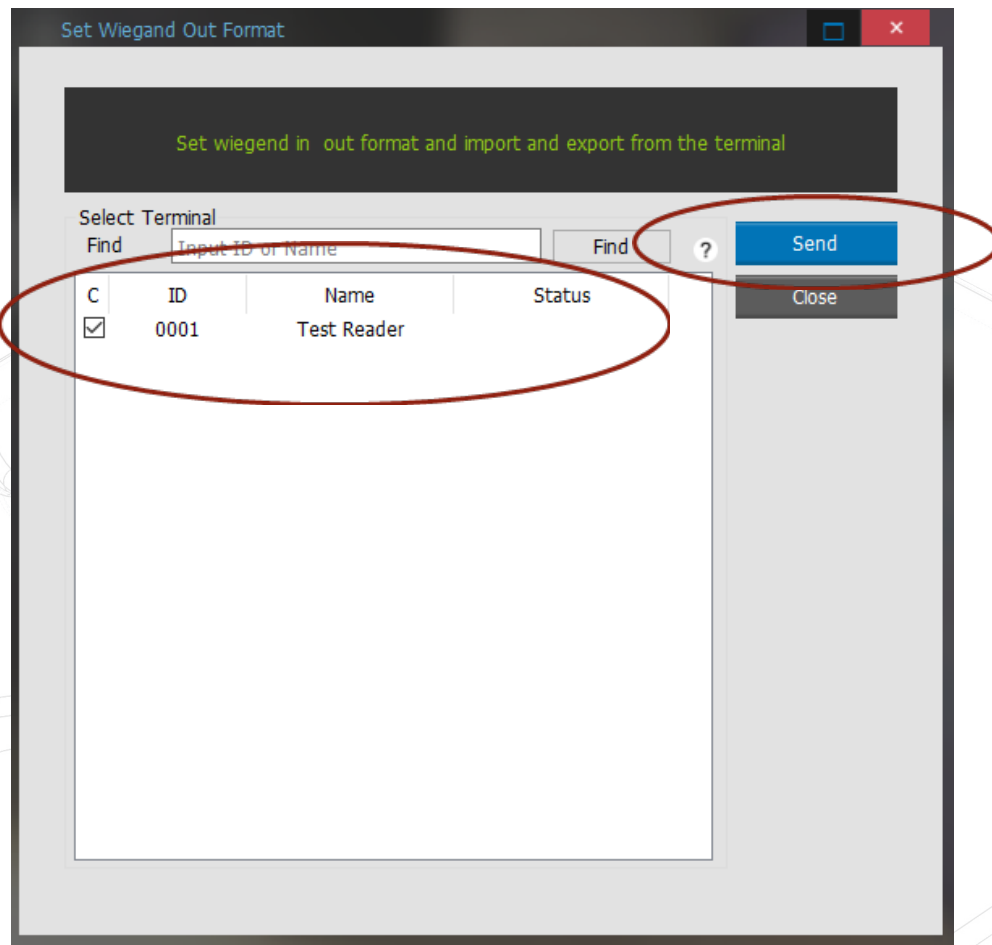 Set Wiegand Out Format
Set wiegend in out format and import and export from the terminal
Select Terminal
Find Input ID or Name Find ? Send
Close
C ID Name Status
0001 Test Reader